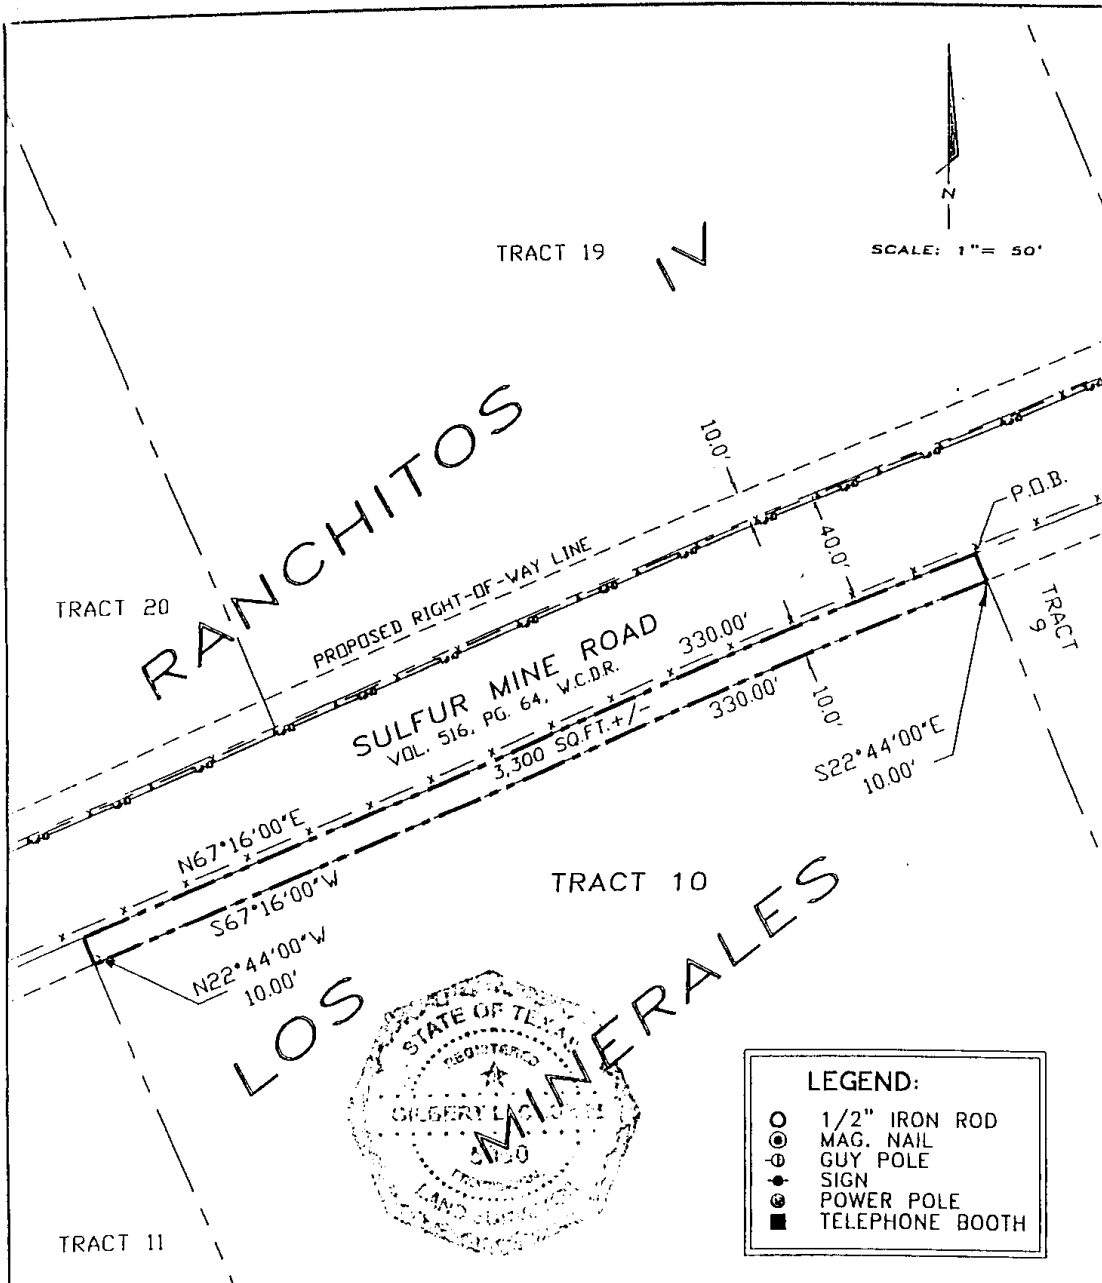 N
SCALE: 1"= 50'
TRACT 19
RANCHITOS IV
10.0'
P.O.B.
40.0'
PROPOSED RIGHT-OF-WAY LINE
TRACT 20
SULFUR MINE ROAD
VOL. 516, PG. 64, W.C.D.R.
330.00'
3,300 SQ.FT.+/-
330.00'
10.0'
TRACT 9
S22°44'00"E
10.00'
N67°16'00"E
S67°16'00"W
N22°44'00"W
10.00'
TRACT 10
LOS MINERALES
STATE OF TEXAS
REGISTERED
GILBERT L.
LAND
TRACT 11
LEGEND:
1/2" IRON ROD
MAG. NAIL
GUY POLE
SIGN
POWER POLE
TELEPHONE BOOTH